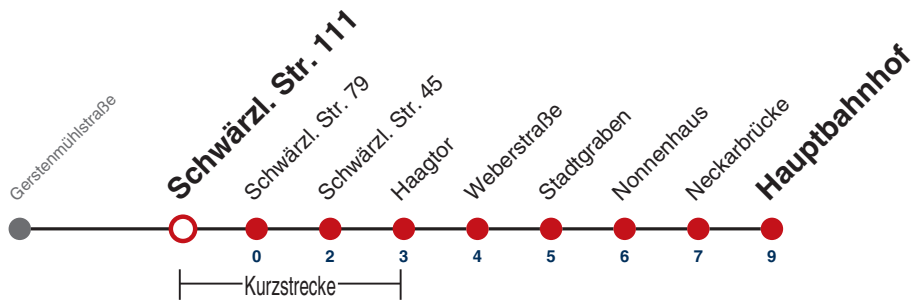 Gerstenmühlstraße
Schwärzl. Str. 111
Schwärzl. Str. 79
Schwärzl. Str. 45
Haagtor
Weberstraße
Stadtgraben
Nonnenhaus
Neckarbrücke
Hauptbahnhof
0 2 3 4 5 6 7 9
Kurzstrecke